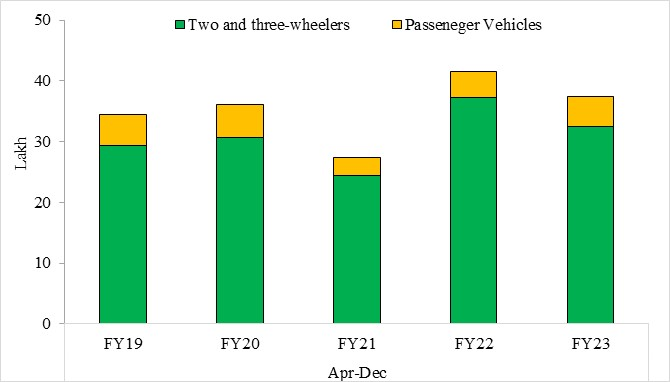 Two and three-wheelers
Passeneger Vehicles
50
40
30
20
10
0
Lakh
FY19 FY20 FY21 FY22 FY23
Apr-Dec